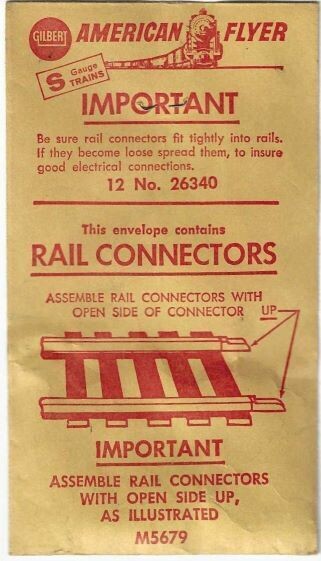 GILBERT
AMERICAN FLYER
S Gauge
TRAINS
IMPORTANT
Be sure rail connectors fit tightly into rails.
If they become loose spread them, to insure
good electrical connections.
12 No. 26340
This envelope contains
RAIL CONNECTORS
ASSEMBLE RAIL CONNECTORS WITH
OPEN SIDE OF CONNECTOR UP
IMPORTANT
ASSEMBLE RAIL CONNECTORS
WITH OPEN SIDE UP,
AS ILLUSTRATED
M5679